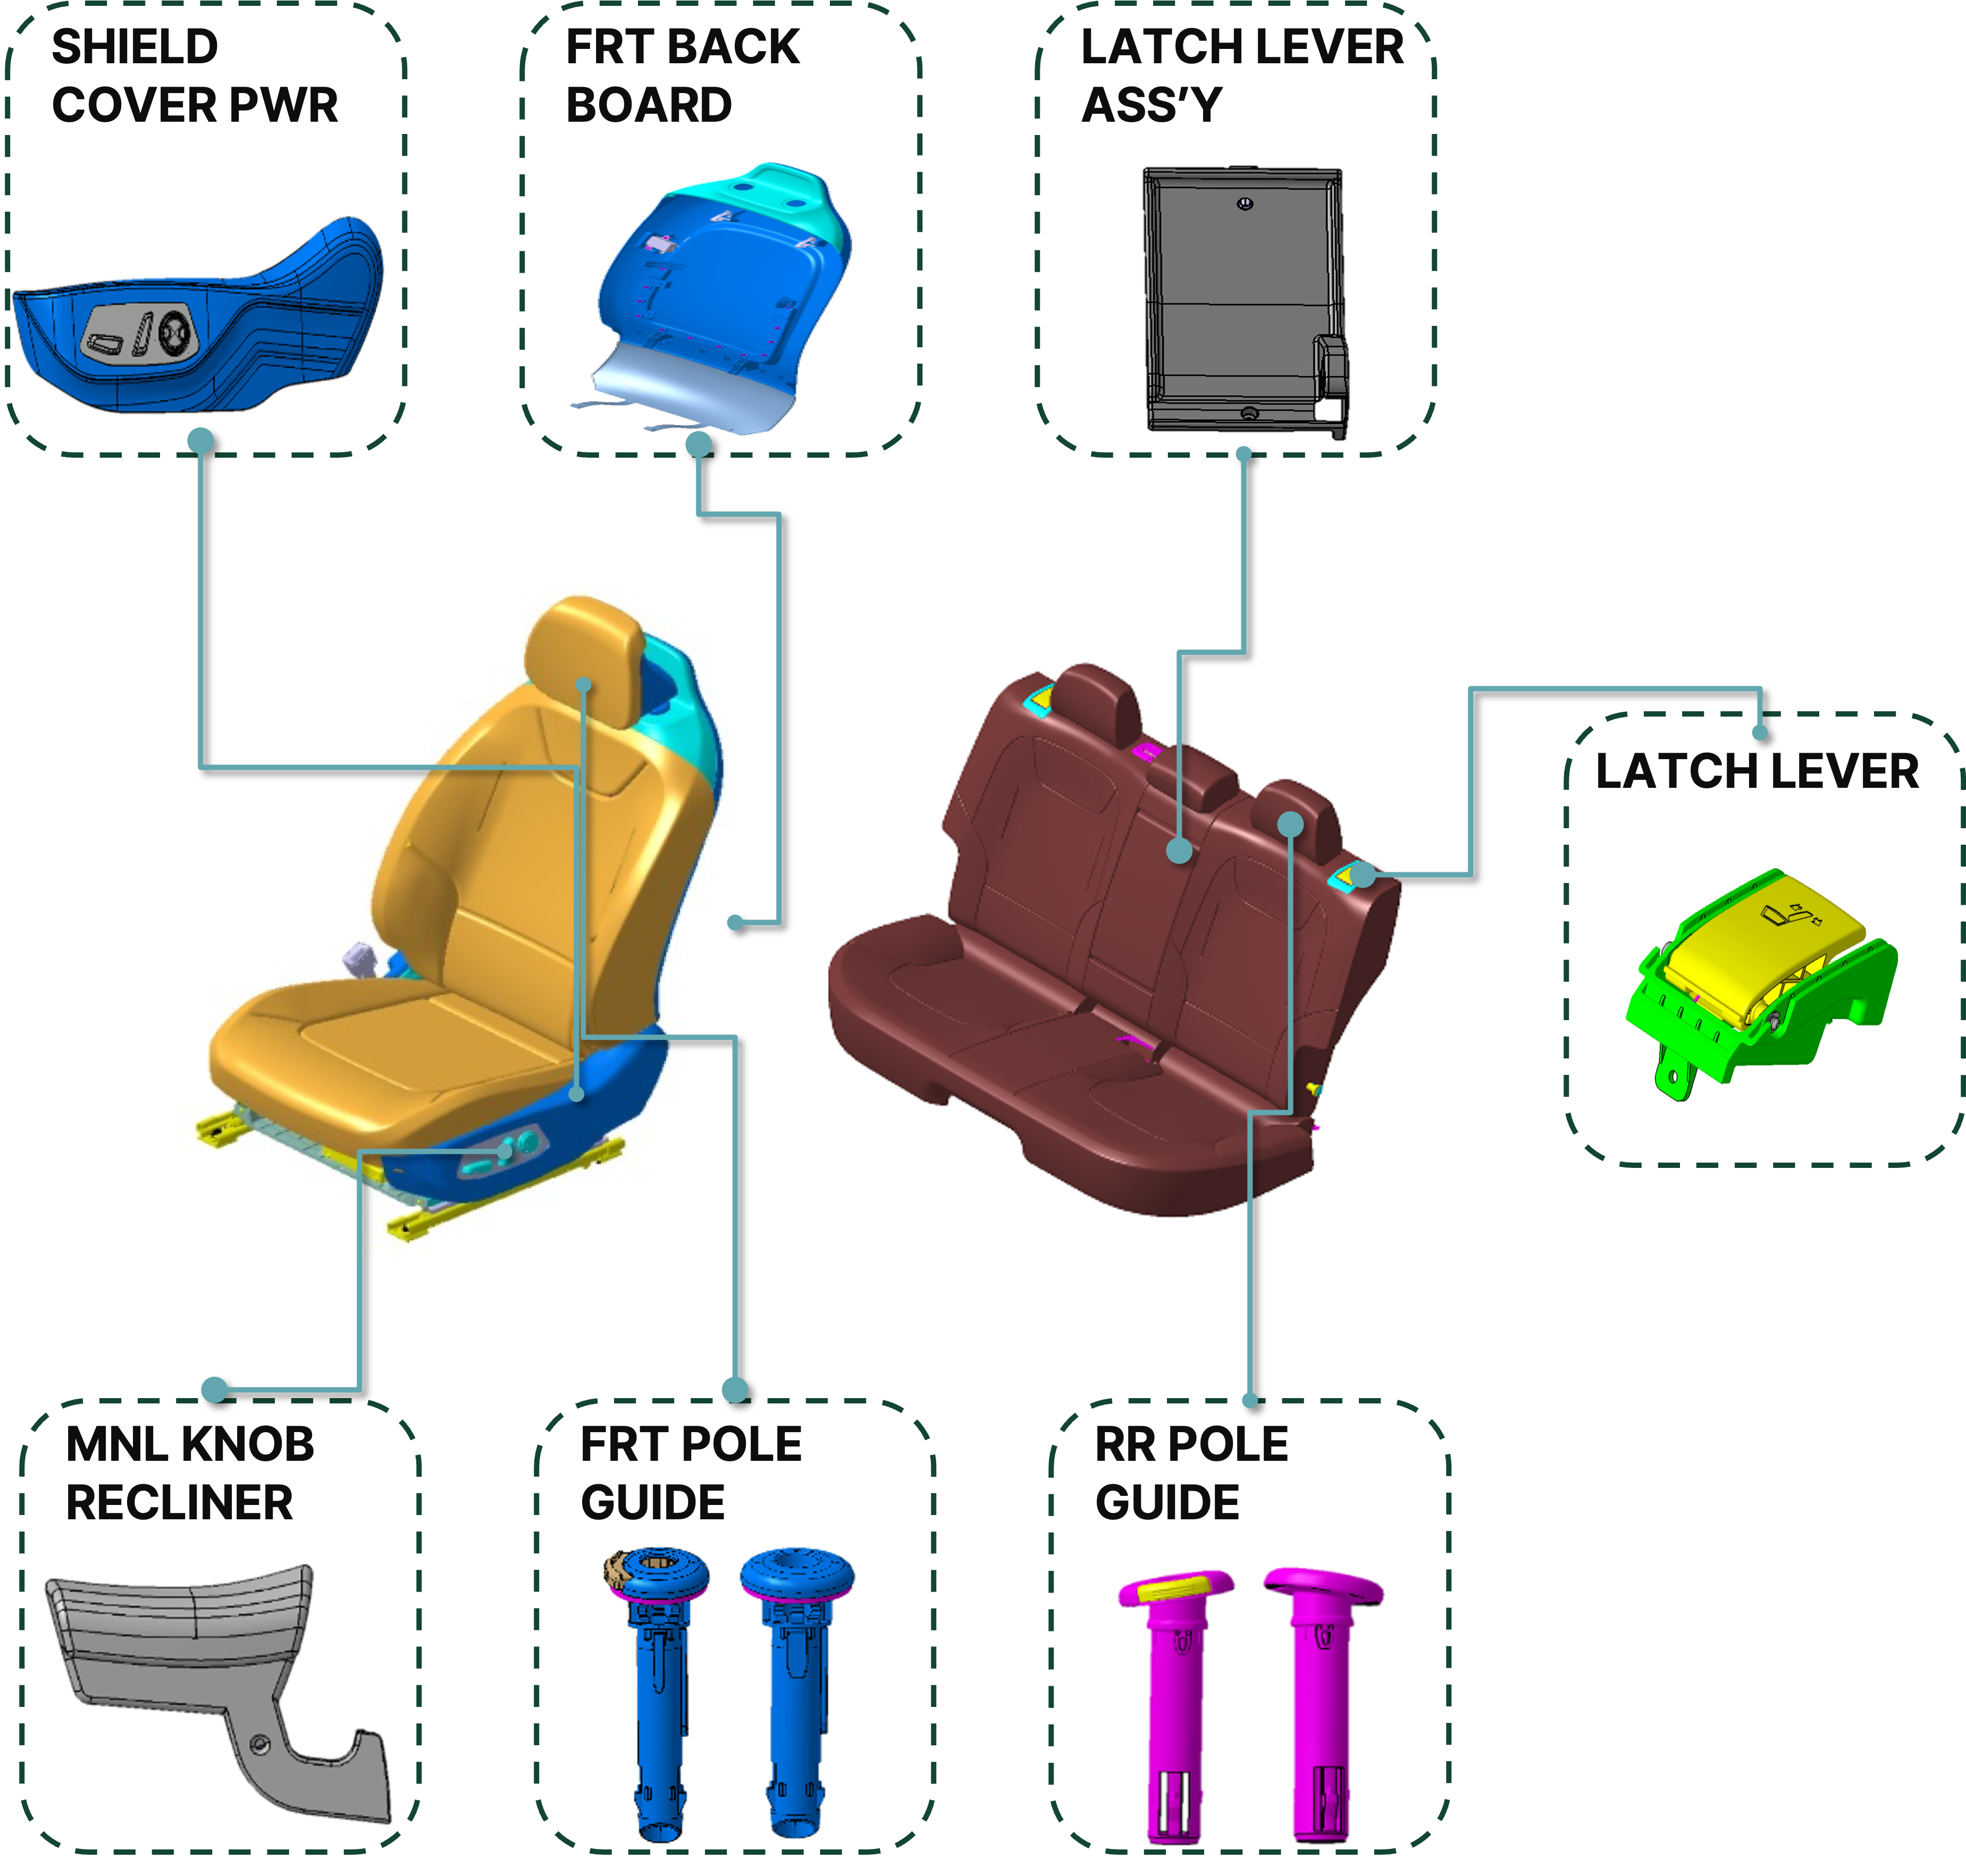 SHIELD
COVER PWR
FRT BACK
BOARD
LATCH LEVER
ASS'Y
LATCH LEVER
MNL KNOB
RECLINER
FRT POLE
GUIDE
RR POLE
GUIDE